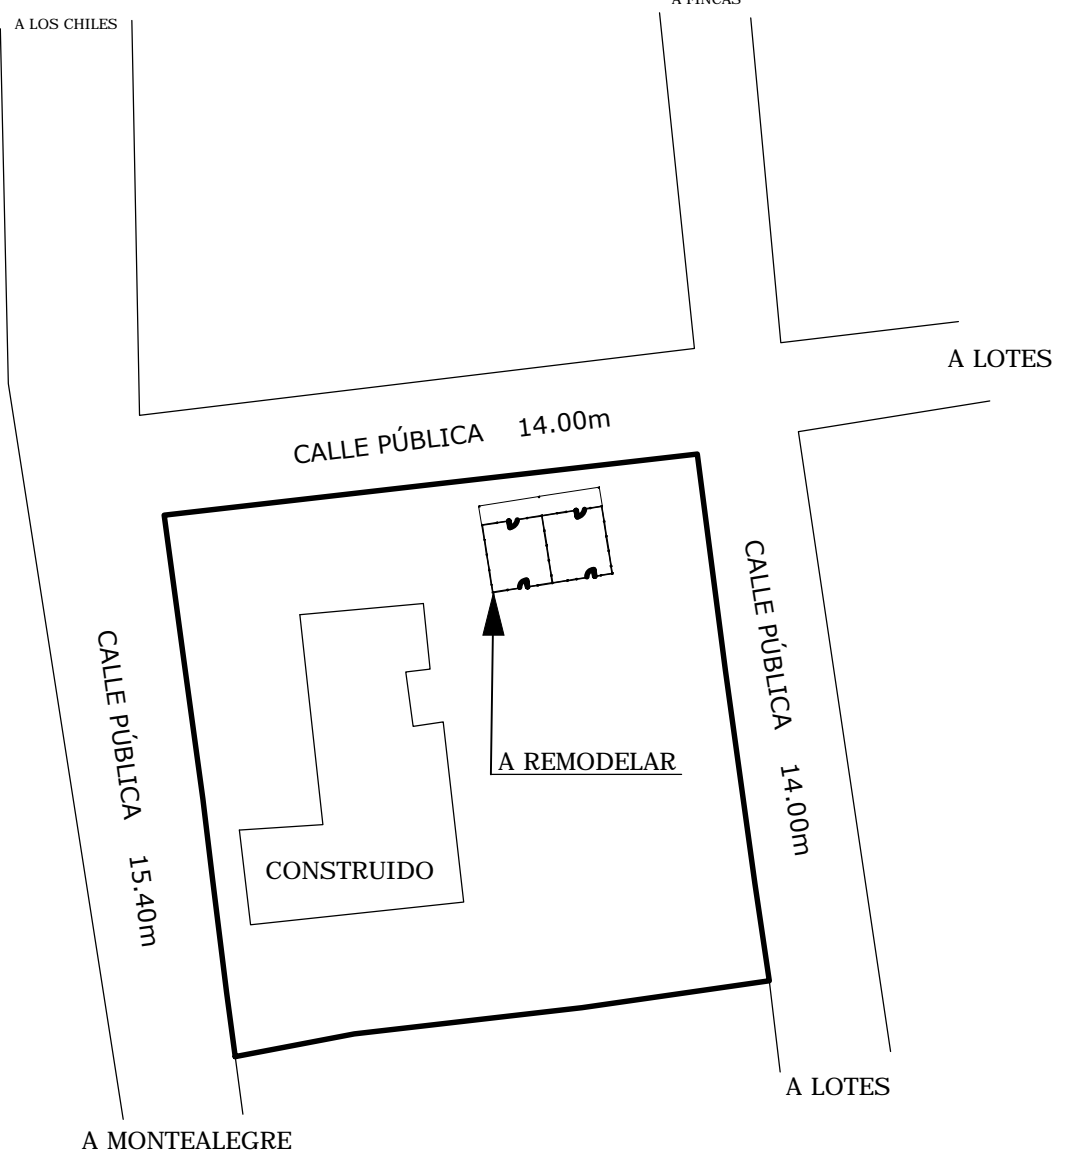 A LOS CHILES
A FINCAS
A LOTES
CALLE PÚBLICA 14.00m
CALLE PÚBLICA 14.00m
CALLE PÚBLICA 15.40m
A REMODELAR
CONSTRUIDO
A LOTES
A MONTEALEGRE